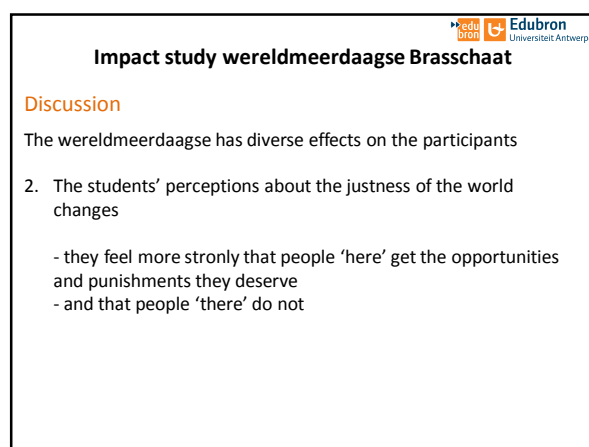 edu
bron
Edubron
Universiteit Antwerp
Impact study wereldmeerdaagse Brasschaat
Discussion
The wereldmeerdaagse has diverse effects on the participants
2. The students’ perceptions about the justness of the world
changes
- they feel more stronly that people ‘here’ get the opportunities
and punishments they deserve
- and that people ‘there’ do not